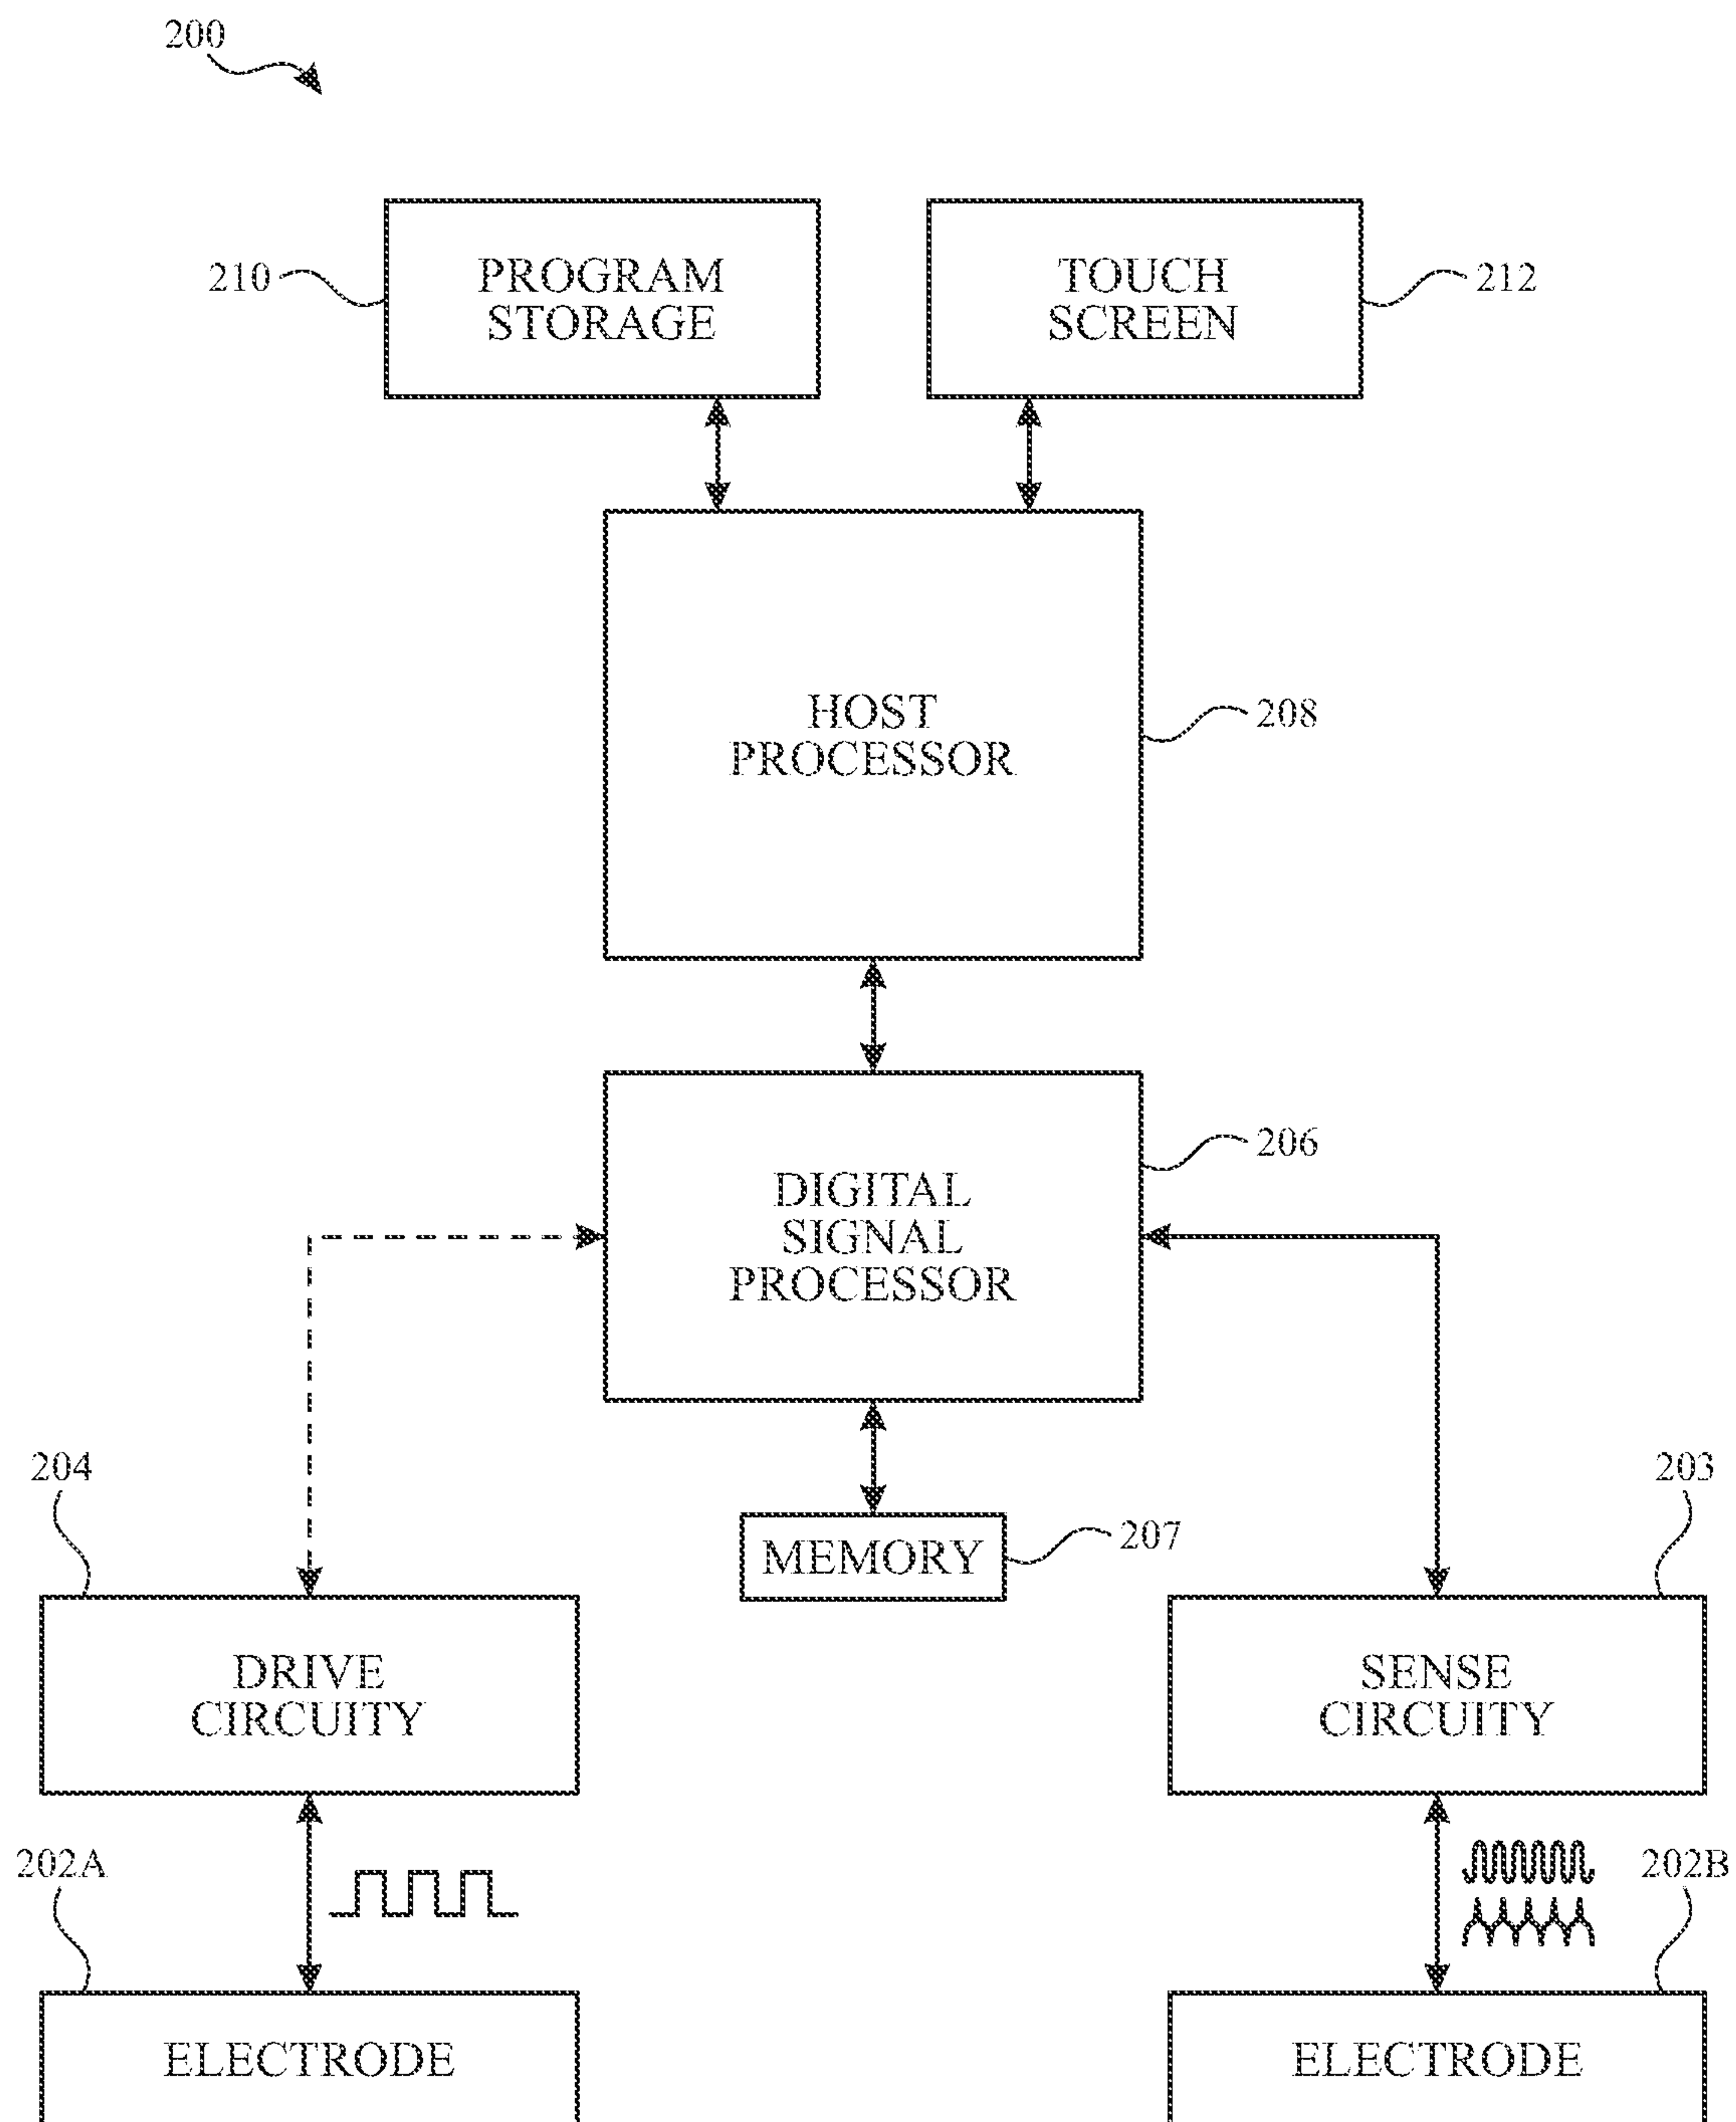 200
210
PROGRAM
STORAGE
TOUCH
SCREEN
212
HOST
PROCESSOR
208
DIGITAL
SIGNAL
PROCESSOR
206
204
203
MEMORY
207
DRIVE
CIRCUITY
SENSE
CIRCUITY
202A
202B
ELECTRODE
ELECTRODE